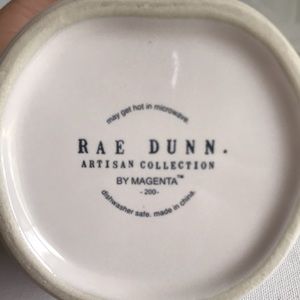 may get hot in microwave.
RAE DUNN.
ARTISAN COLLECTION
BY MAGENTA™
-200-
dishwasher safe. made in china.